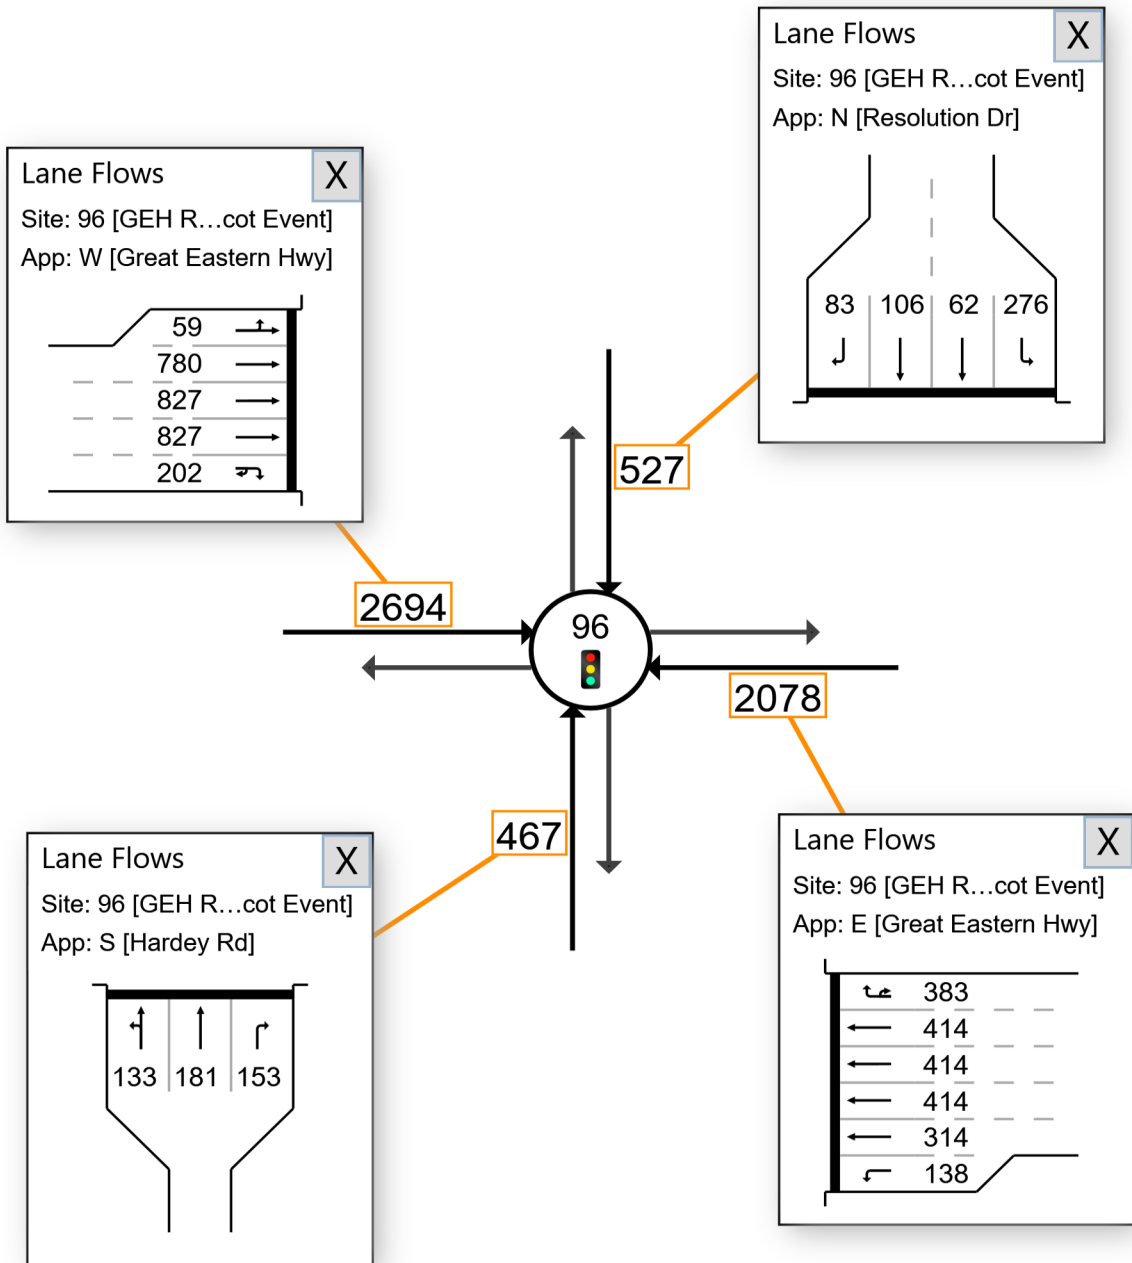 Lane Flows X
Site: 96 [GEH R...cot Event]
App: N [Resolution Dr]
83 106 62 276
Lane Flows X
Site: 96 [GEH R...cot Event]
App: W [Great Eastern Hwy]
59
780
827
827
202
527
2694
96
2078
467
Lane Flows X
Site: 96 [GEH R...cot Event]
App: S [Hardey Rd]
133 181 153
Lane Flows X
Site: 96 [GEH R...cot Event]
App: E [Great Eastern Hwy]
383
414
414
414
314
138